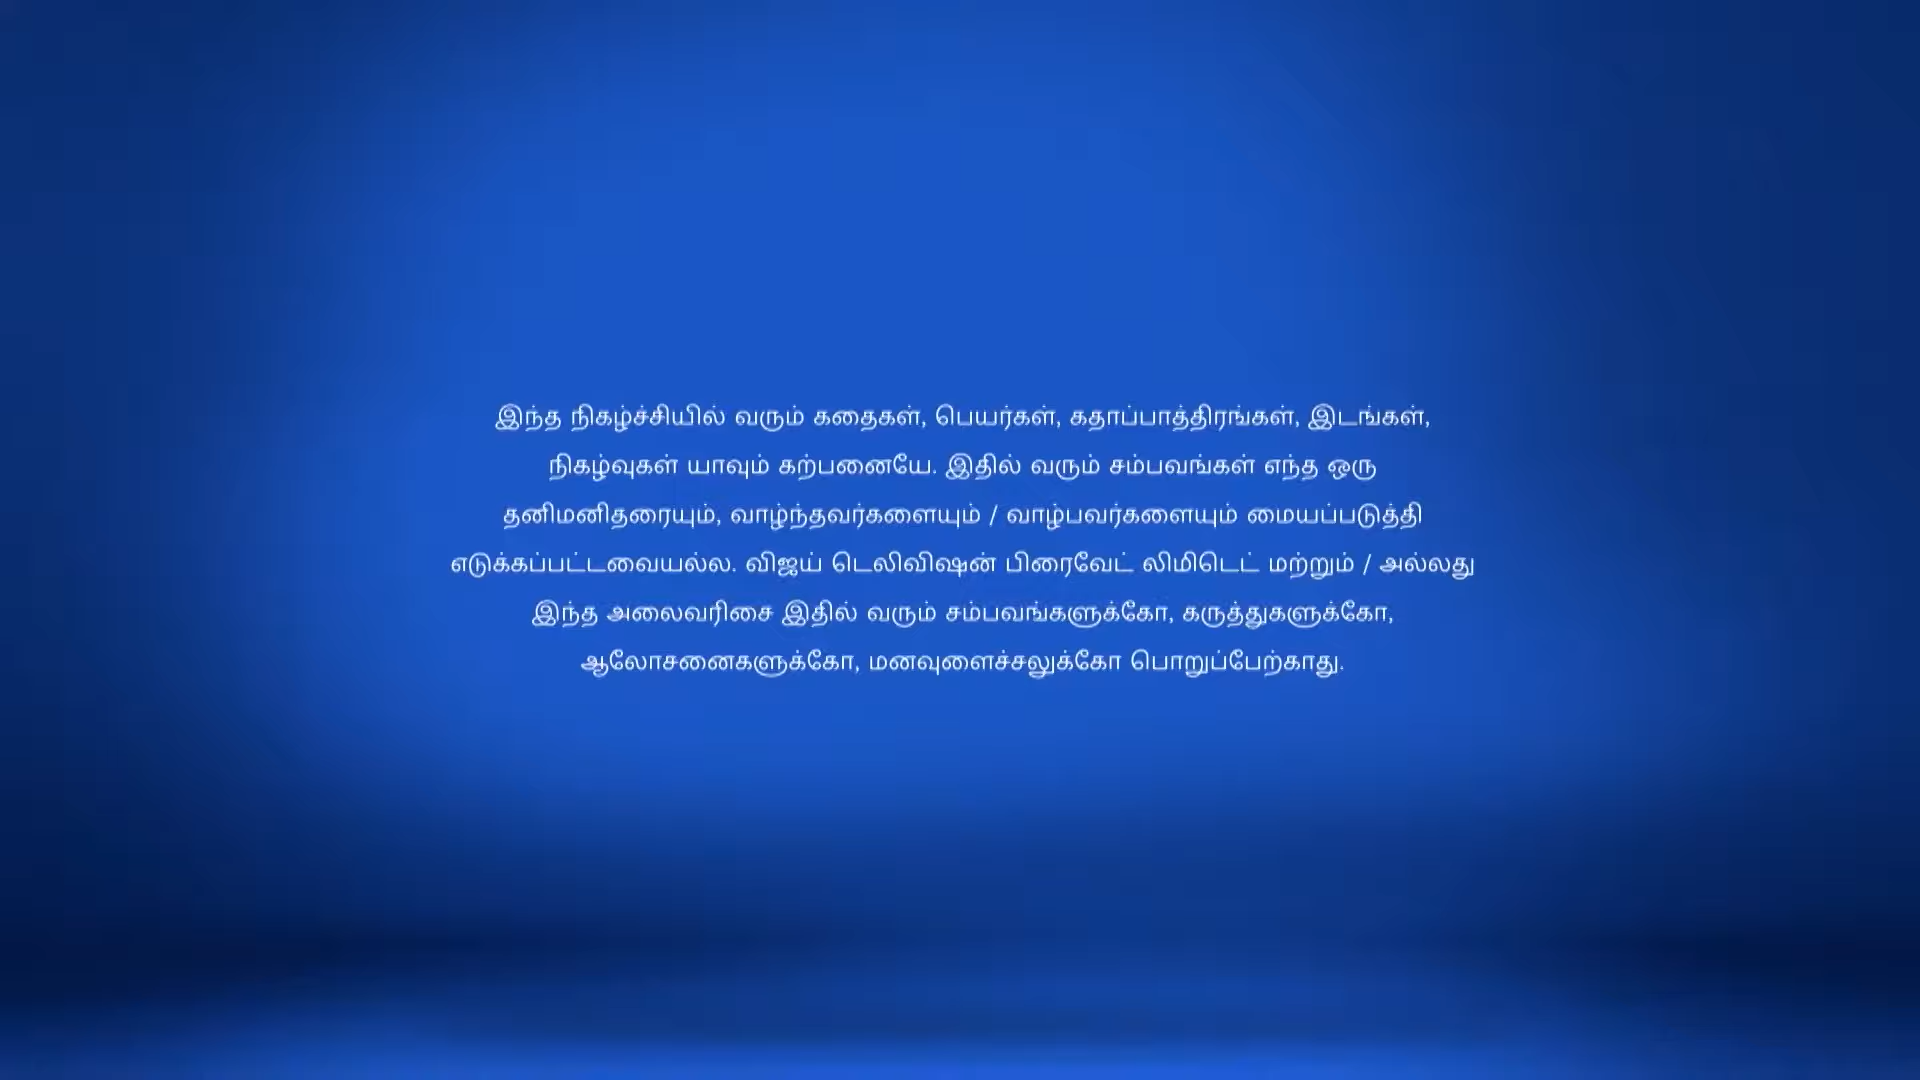 இந்த நிகழ்ச்சியில் வரும் கதைகள், பெயர்கள், கதாப்பாத்திரங்கள், இடங்கள்,
நிகழ்வுகள் யாவும் கற்பனையே. இதில் வரும் சம்பவங்கள் எந்த ஒரு
தனிமனிதரையும், வாழ்ந்தவர்களையும் / வாழ்பவர்களையும் மையப்படுத்தி
எடுக்கப்பட்டவையல்ல. விஜய் டெலிவிஷன் பிரைவேட் லிமிடெட் மற்றும் / அல்லது
இந்த அலைவரிசை இதில் வரும் சம்பவங்களுக்கோ, கருத்துகளுக்கோ,
ஆலோசனைகளுக்கோ, மனவுளைச்சலுக்கோ பொறுப்பேற்காது.